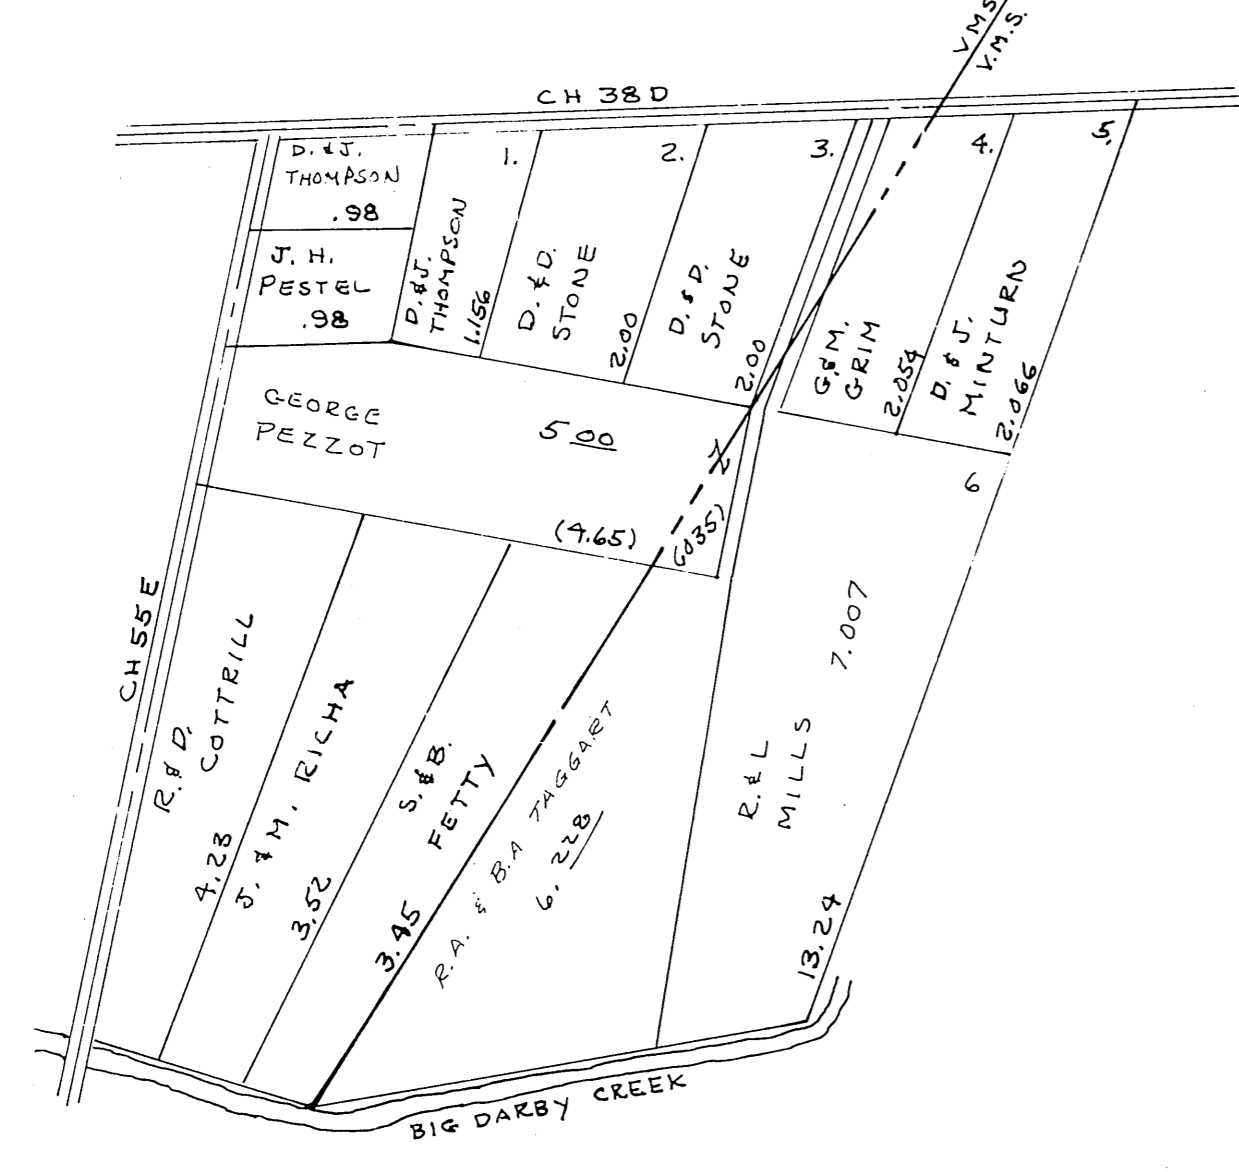 VMS
V.M.S.
CH 38D
D. & J.
THOMPSON
.98
J. H.
PESTEL
.98
1.
D. & J.
THOMPSON
1.156
2.
D. & D.
STONE
2.00
3.
D. & D.
STONE
2.00
4.
G. & M.
GRIM
2.054
5.
D. & J.
MINTURN
2.066
GEORGE
PEZZOT
5.00
(4.65)
(.035)
Z
6
CH 55E
R. & D.
COTTRILL
4.23
J. & M. RICHA
3.52
S. & B.
FETTY
3.45
R.A. & B.A TAGGART
6.228
R. & L
MILLS
7.007
13.24
BIG DARBY CREEK